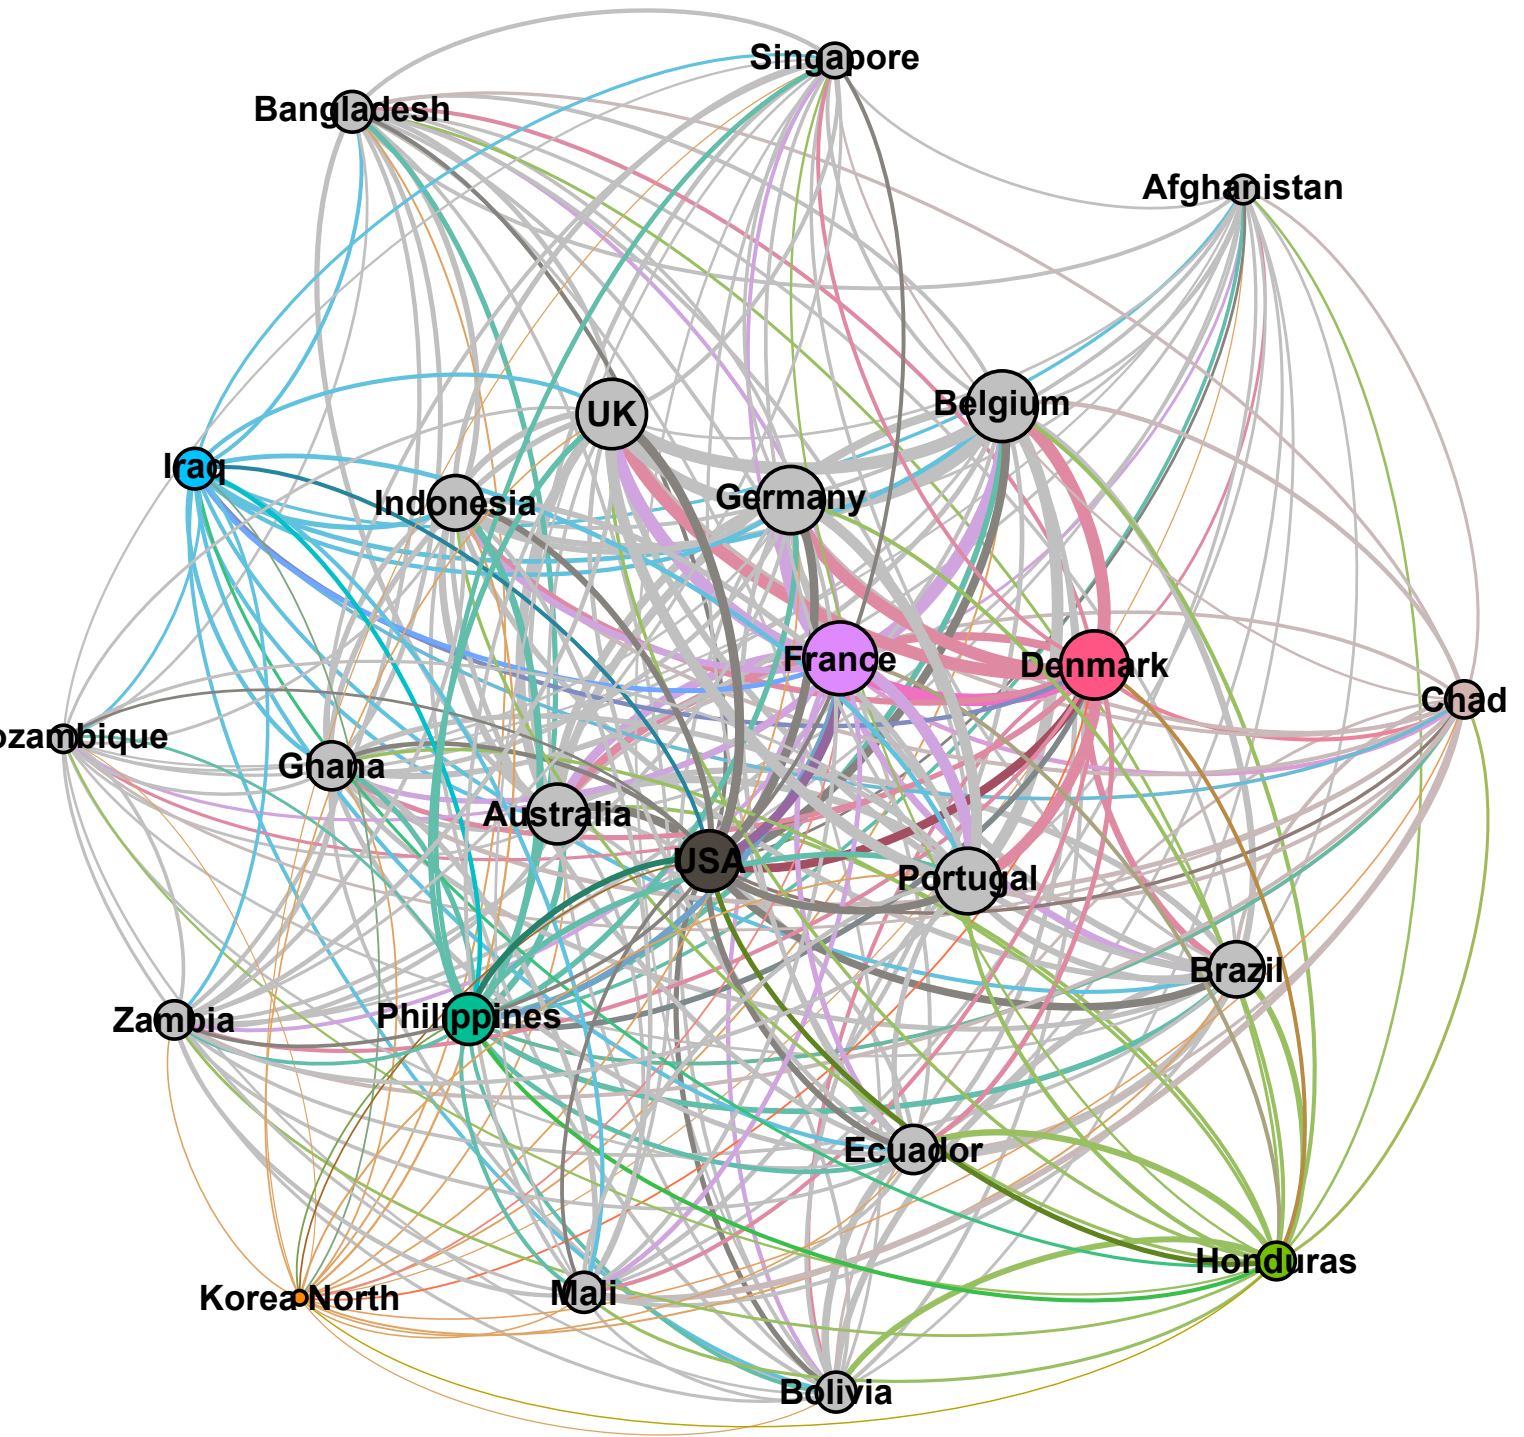 Singapore
Bangladesh
Afghanistan
UK
Belgium
Iraq
Indonesia
Germany
France
Denmark
Chad
ozambique
Ghana
Australia
USA
Portugal
Brazil
Zambia
Philippines
Ecuador
Honduras
Korea North
Mali
Bolivia